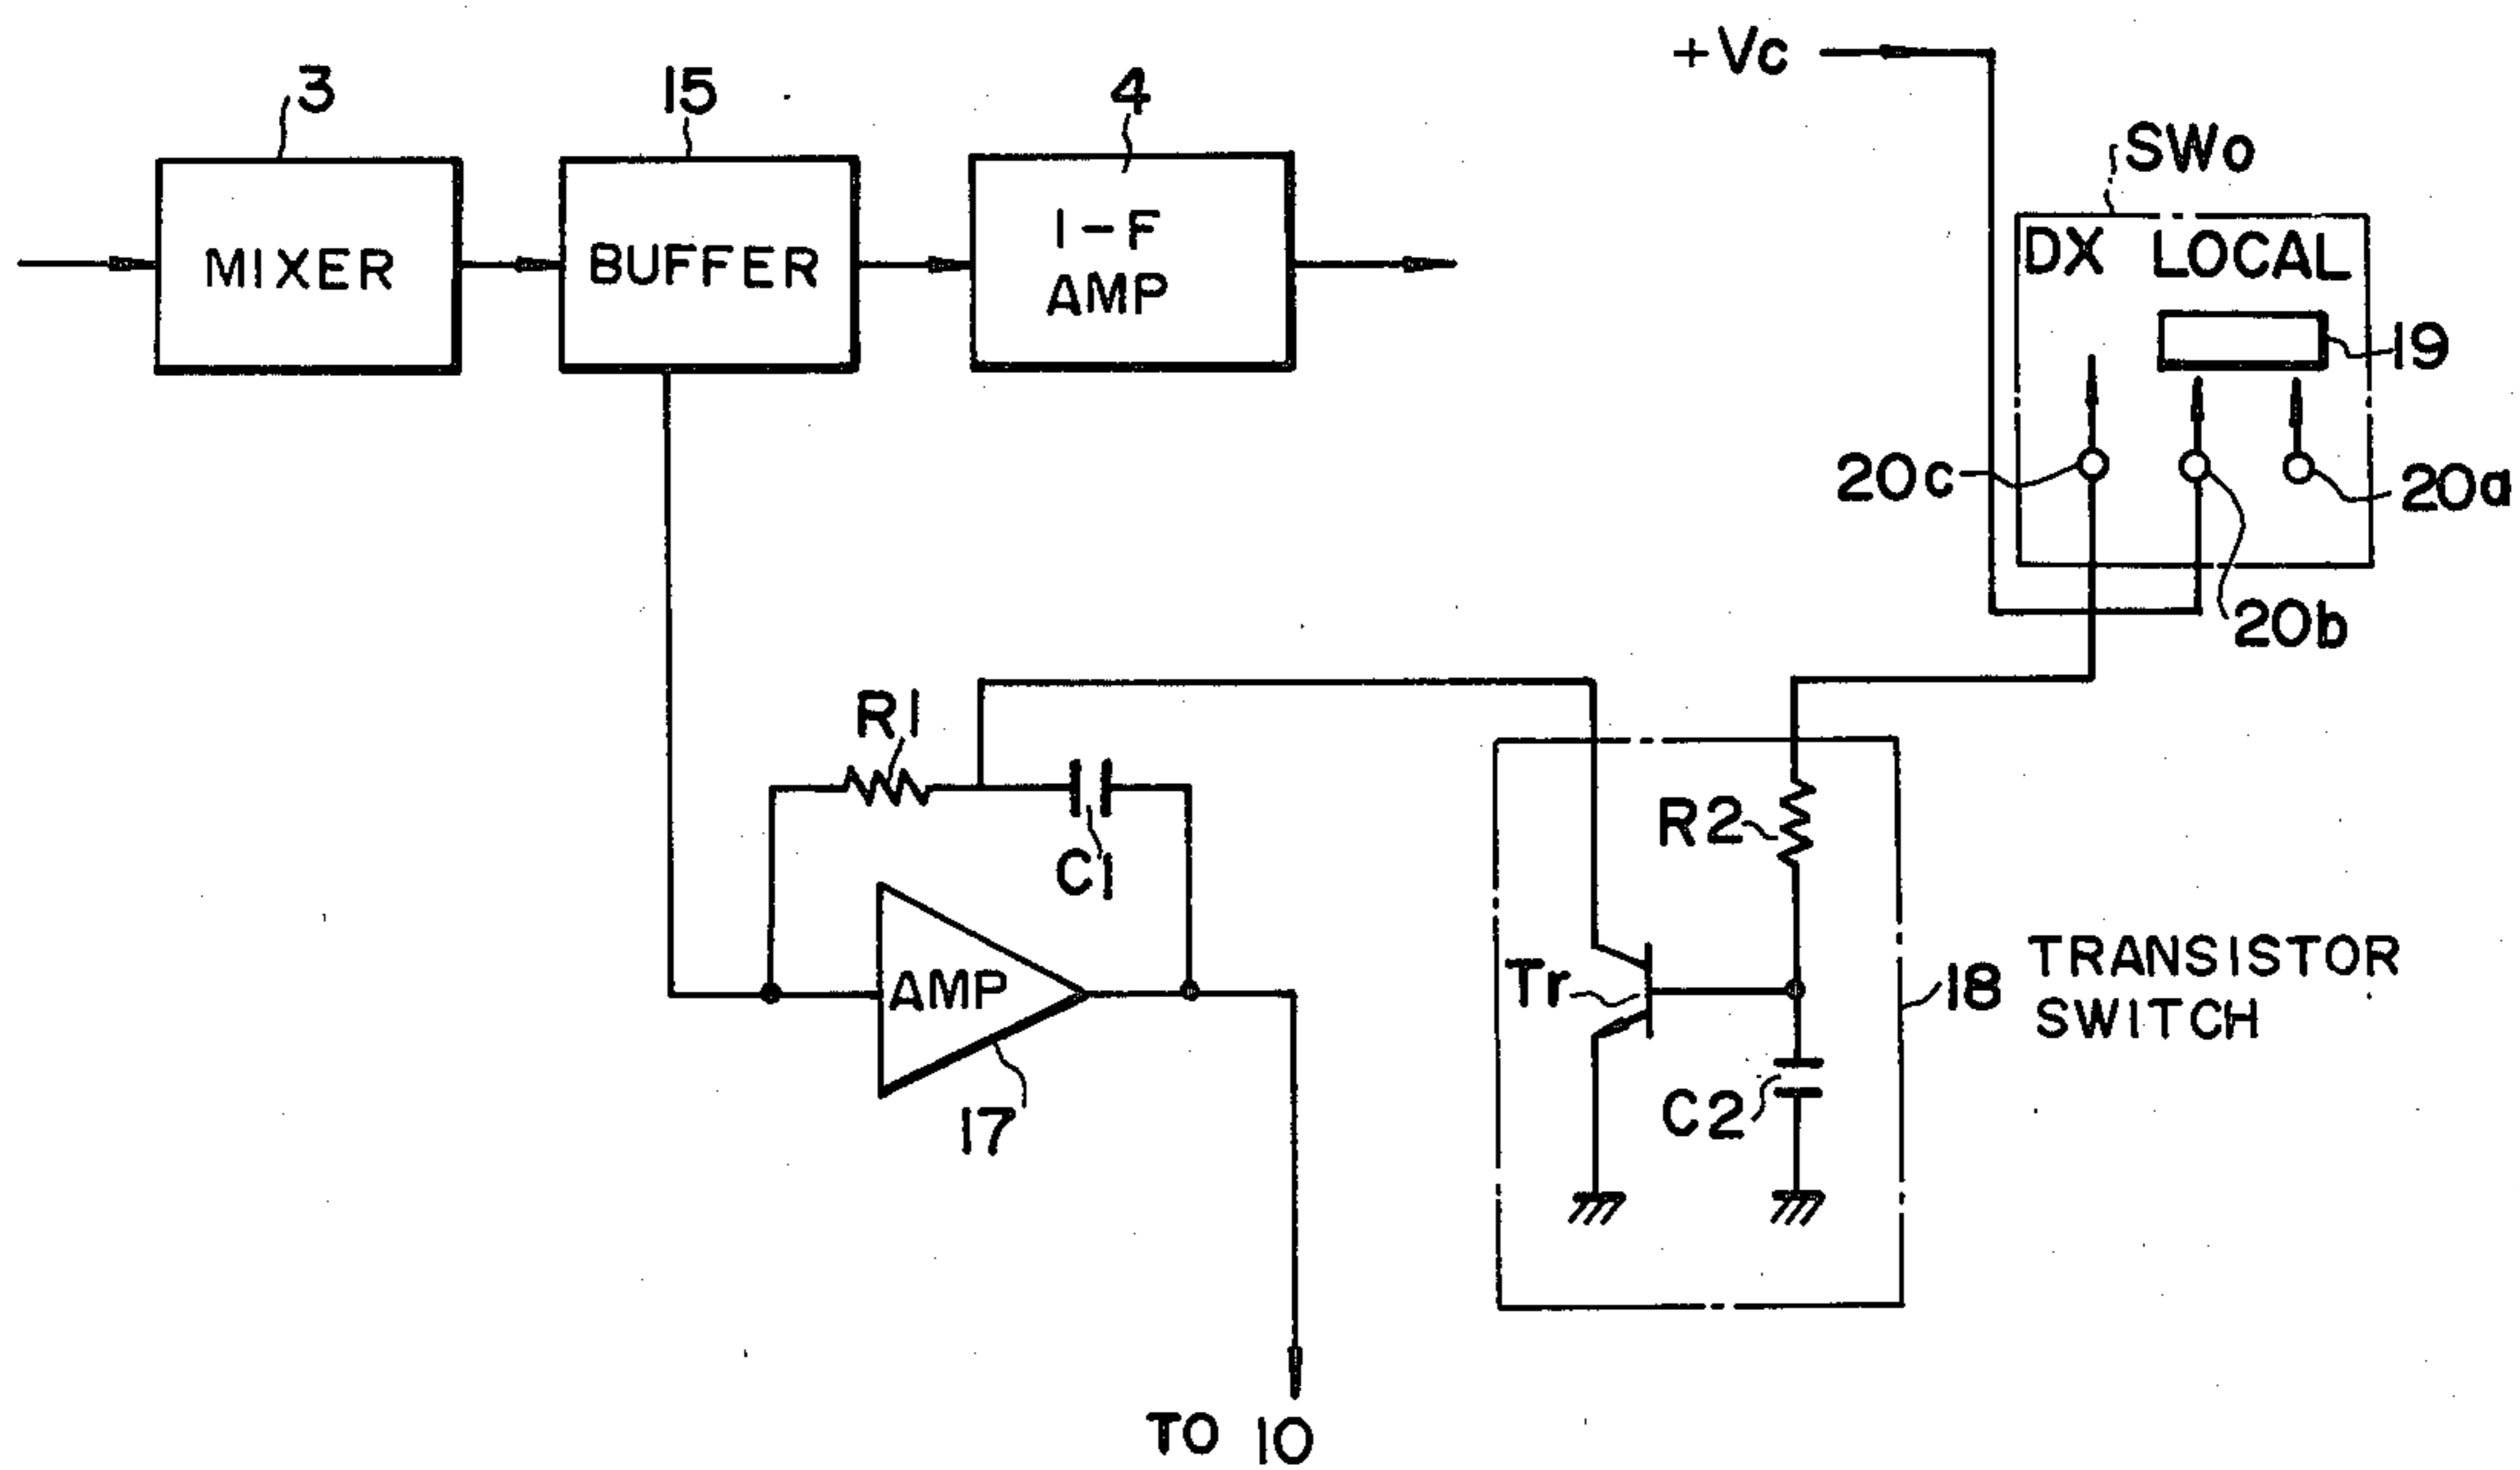 +Vc
3
15
4
SWo
MIXER
BUFFER
I-F
AMP
DX LOCAL
19
20c
20a
20b
R1
C1
R2
AMP
Tr
18
TRANSISTOR
SWITCH
C2
17
TO 10